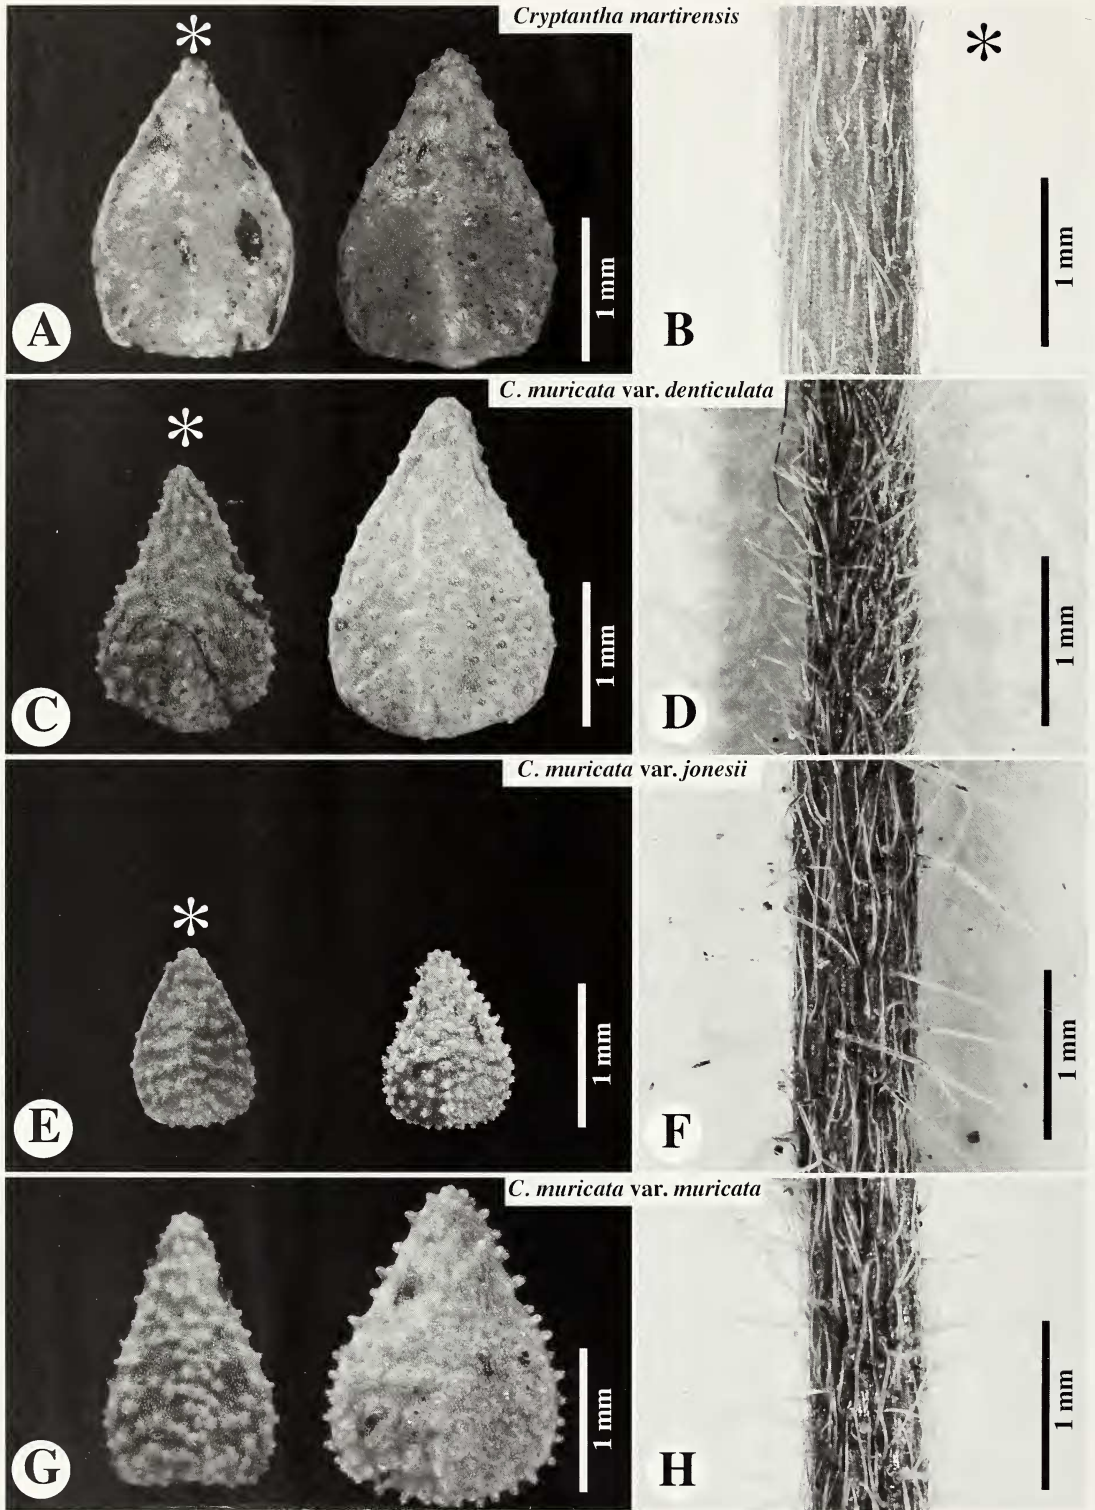 Cryptantha martirensis
*
*
1 mm
1 mm
A
B
C. muricata var. denticulata
*
1 mm
1 mm
C
D
C. muricata var. jonesii
*
1 mm
1 mm
E
F
C. muricata var. muricata
1 mm
1 mm
G
H